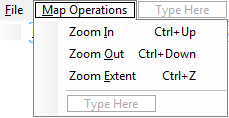 File Map Operations Type Here
Zoom In Ctrl+Up
Zoom Out Ctrl+Down
Zoom Extent Ctrl+Z
Type Here